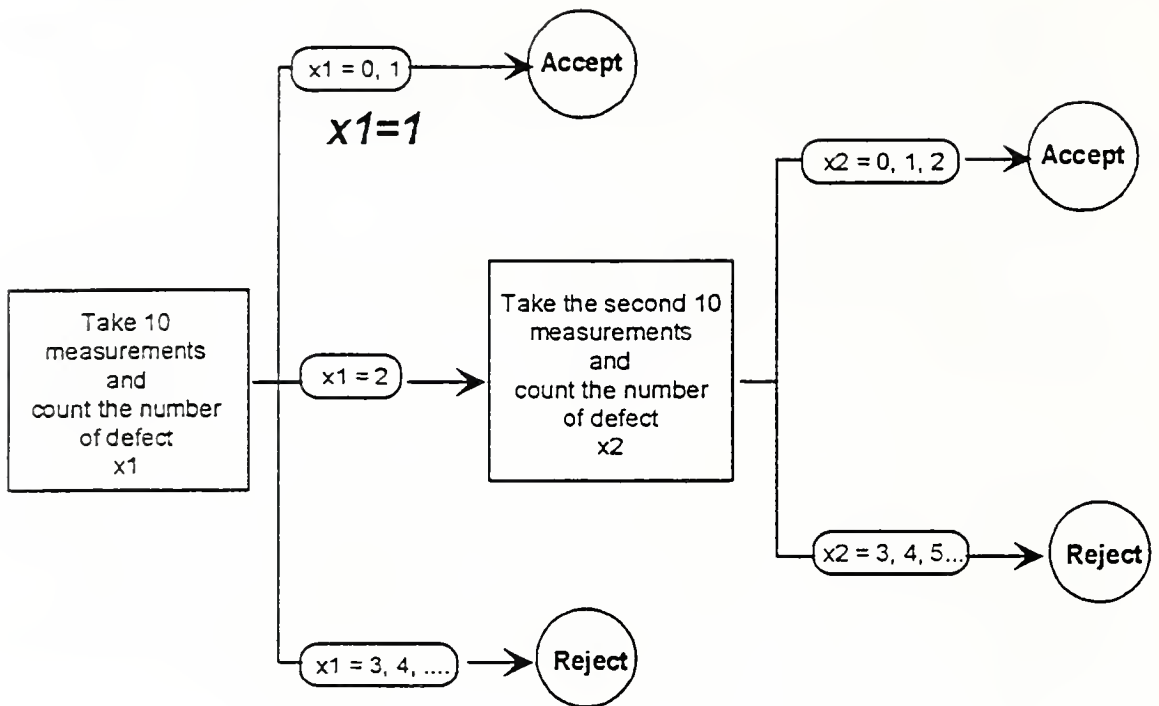 x1 = 0, 1
Accept
x1=1
Take 10
measurements
and
count the number
of defect
x1
x1 = 2
Take the second 10
measurements
and
count the number
of defect
x2
x2 = 0, 1, 2
Accept
x2 = 3, 4, 5...
Reject
x1 = 3, 4, ....
Reject